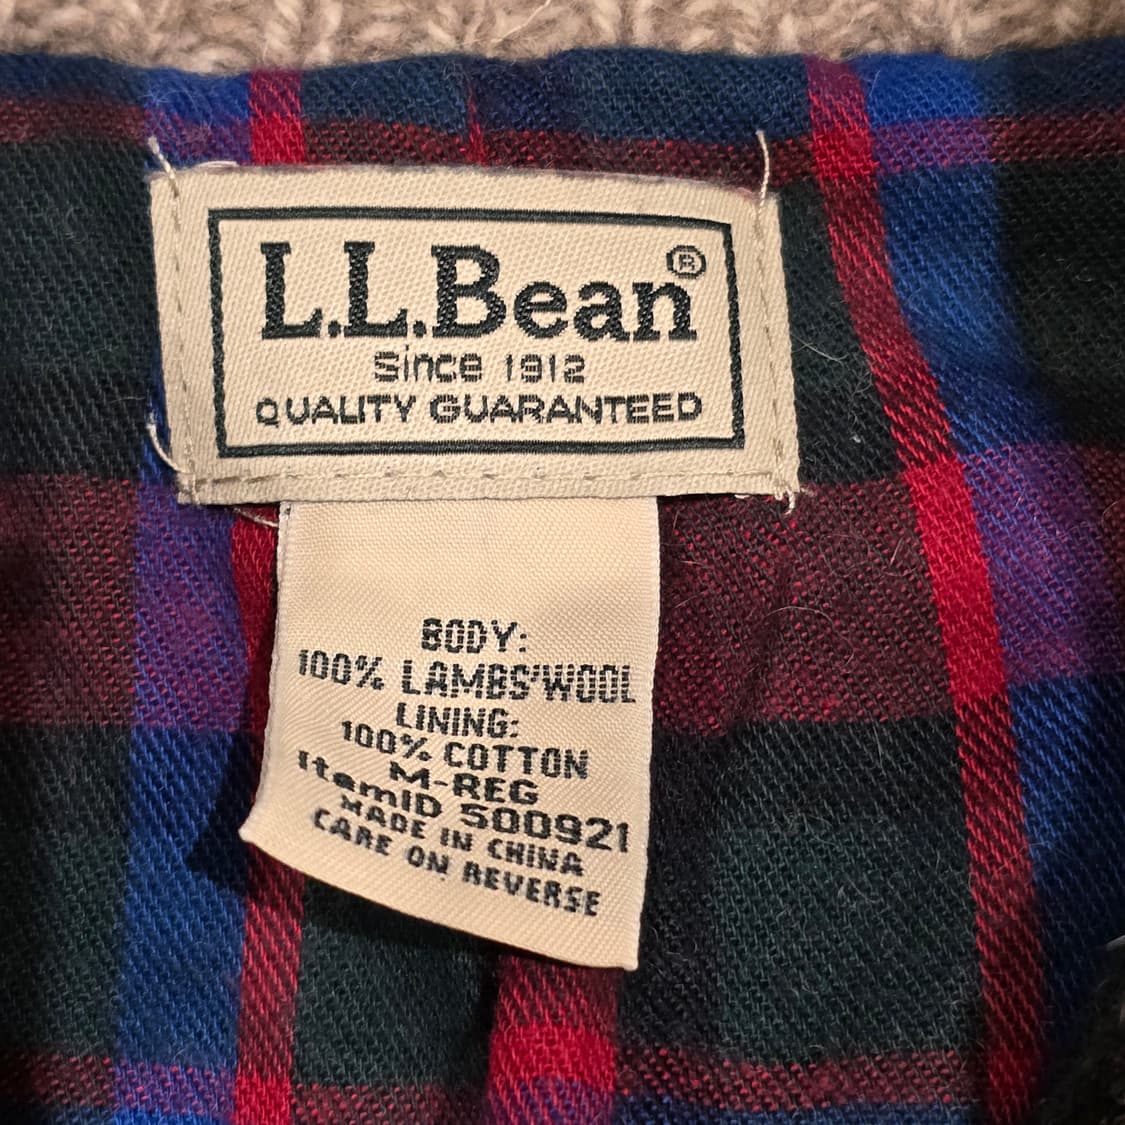 L.L.Bean®
Since 1912
QUALITY GUARANTEED
BODY:
100% LAMBS'WOOL
LINING:
100% COTTON
M-REG
ItemID 500921
MADE IN CHINA
CARE ON REVERSE